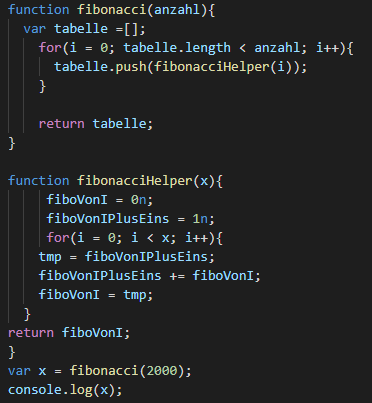 function fibonacci(anzahl){
  var tabelle =[];
    for(i = 0; tabelle.length < anzahl; i++){
      tabelle.push(fibonacciHelper(i));
    }

    return tabelle;
}

function fibonacciHelper(x){
     fiboVonI = 0n;
     fiboVonIPlusEins = 1n;
     for(i = 0; i < x; i++){
    tmp = fiboVonIPlusEins;
    fiboVonIPlusEins += fiboVonI;
    fiboVonI = tmp;
  }
return fiboVonI;
}
var x = fibonacci(2000);
console.log(x);